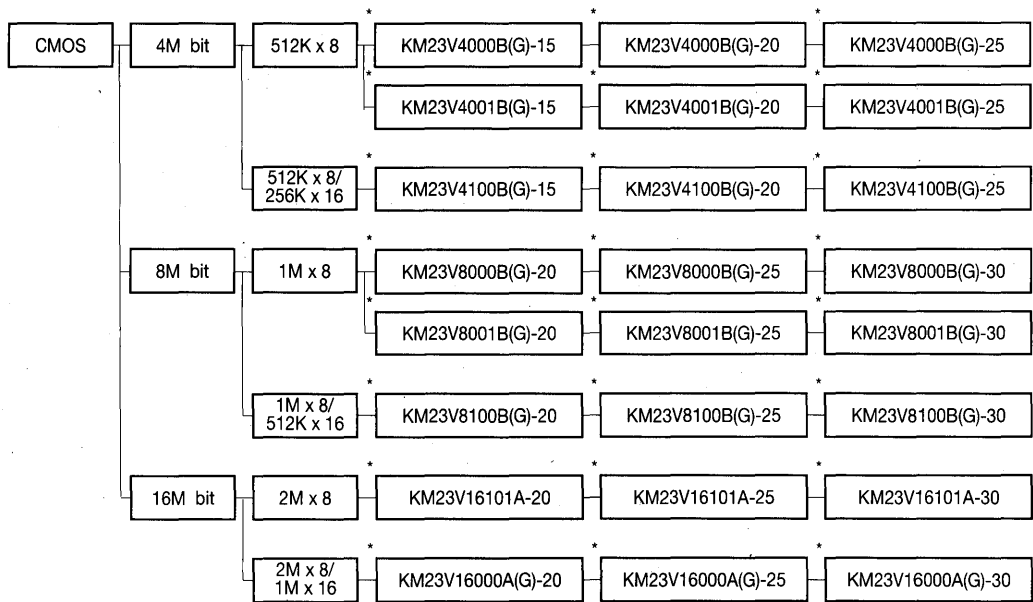 * * *
CMOS 4M bit 512K x 8 KM23V4000B(G)-15 KM23V4000B(G)-20 KM23V4000B(G)-25
* * *
KM23V4001B(G)-15 KM23V4001B(G)-20 KM23V4001B(G)-25
* * *
512K x 8/
256K x 16 KM23V4100B(G)-15 KM23V4100B(G)-20 KM23V4100B(G)-25
* * *
8M bit 1M x 8 KM23V8000B(G)-20 KM23V8000B(G)-25 KM23V8000B(G)-30
* * *
KM23V8001B(G)-20 KM23V8001B(G)-25 KM23V8001B(G)-30
* * *
1M x 8/
512K x 16 KM23V8100B(G)-20 KM23V8100B(G)-25 KM23V8100B(G)-30
* * *
16M bit 2M x 8 KM23V16101A-20 KM23V16101A-25 KM23V16101A-30
* * *
2M x 8/
1M x 16 KM23V16000A(G)-20 KM23V16000A(G)-25 KM23V16000A(G)-30